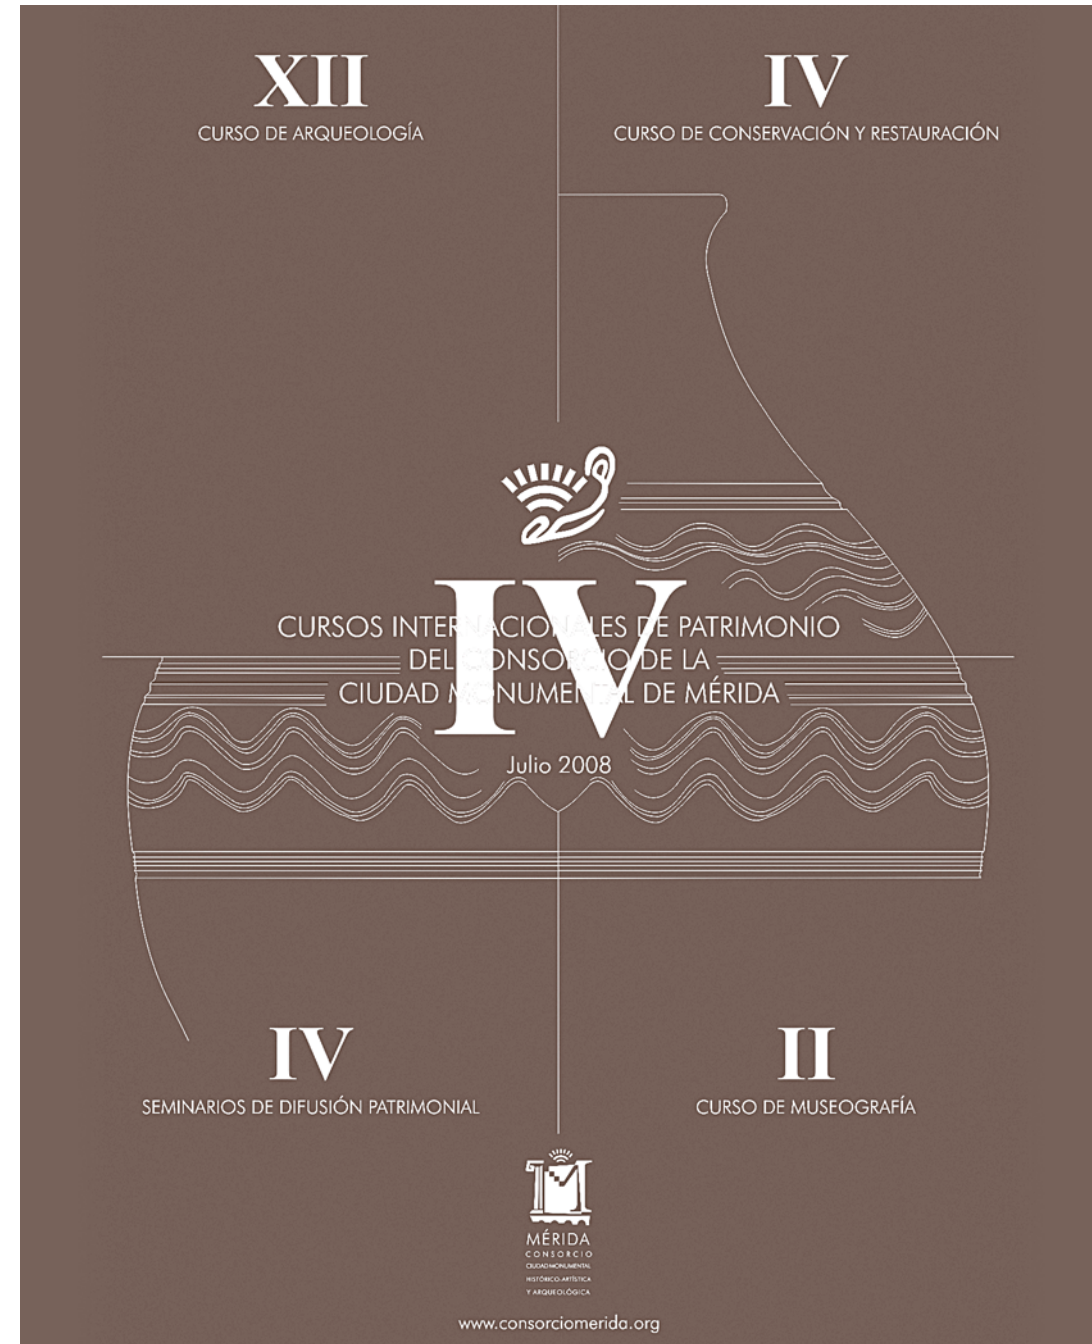 XII
CURSO DE ARQUEOLOGÍA
IV
CURSO DE CONSERVACIÓN Y RESTAURACIÓN
IV
CURSOS INTERNACIONALES DE PATRIMONIO
DEL CONSORCIO DE LA
CIUDAD MONUMENTAL DE MÉRIDA
Julio 2008
IV
SEMINARIOS DE DIFUSIÓN PATRIMONIAL
II
CURSO DE MUSEOGRAFÍA
MÉRIDA
CONSORCIO
CIUDAD MONUMENTAL
HISTÓRICO-ARTÍSTICA
Y ARQUEOLÓGICA
www.consorciomerida.org